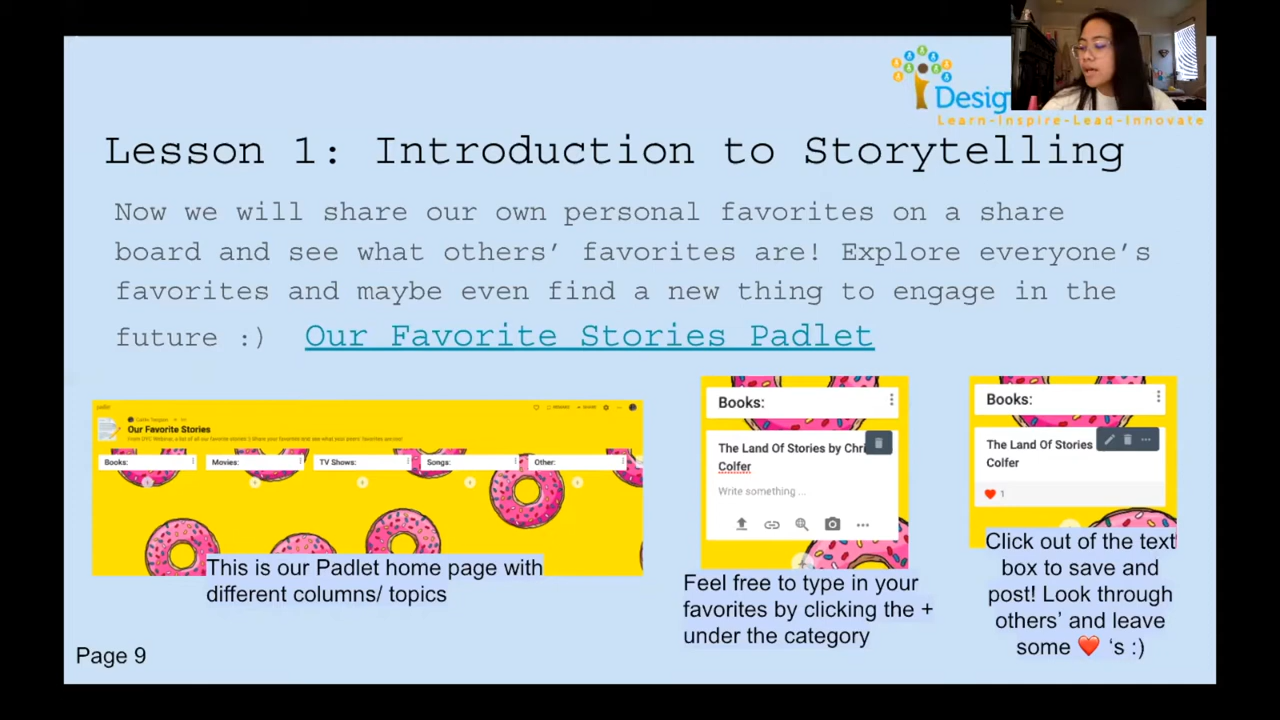 Desig
Learn-Inspire-Lead-Innovate
Lesson 1: Introduction to Storytelling
Now we will share our own personal favorites on a share
board and see what others’ favorites are! Explore everyone’s
favorites and maybe even find a new thing to engage in the
future :) Our Favorite Stories Padlet
padlet
Our Favorite Stories
Books:
Movies:
TV Shows:
Songs:
Other:
This is our Padlet home page with
different columns/ topics
Books:
The Land Of Stories by Chri
Colfer
Write something ...
Feel free to type in your
favorites by clicking the +
under the category
Books:
The Land Of Stories
Colfer
1
Click out of the text
box to save and
post! Look through
others’ and leave
some ❤️ ‘s :)
Page 9